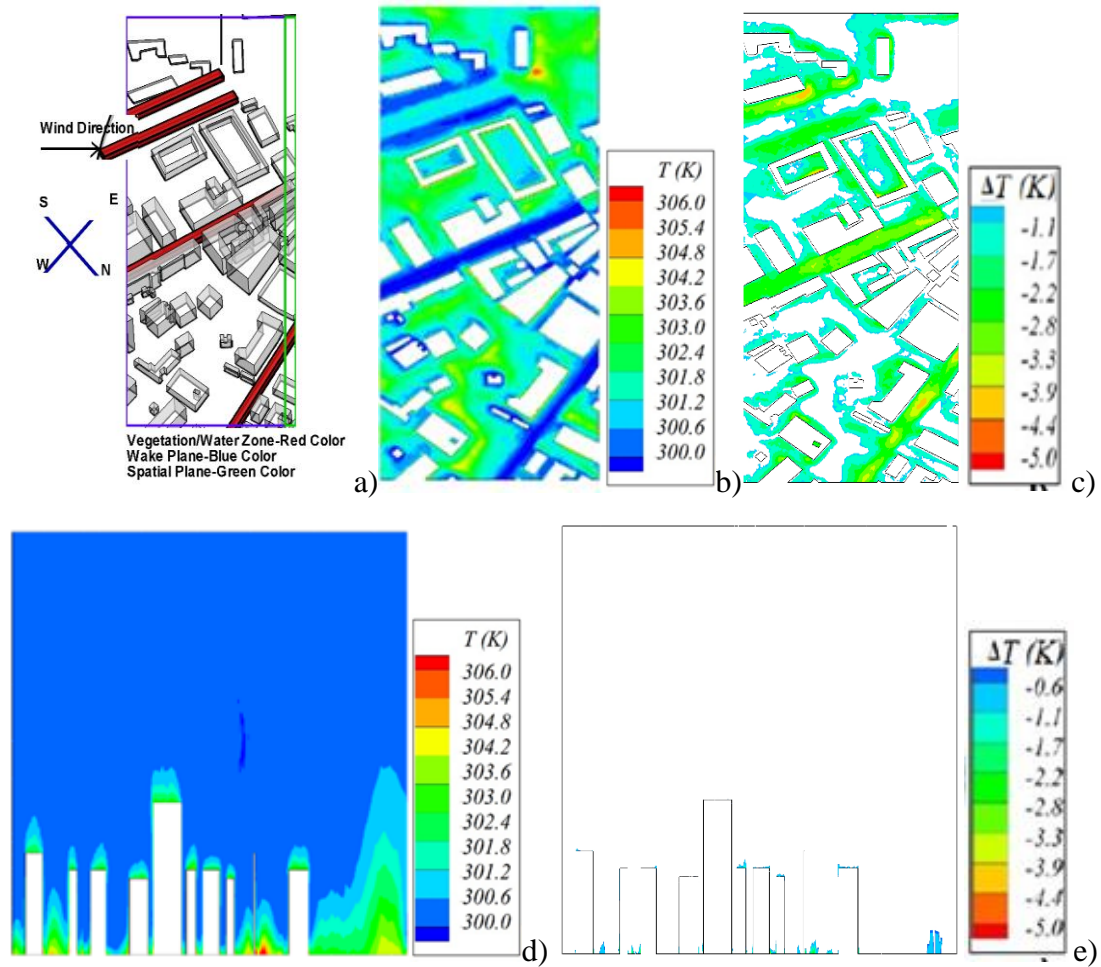 Wind Direction
S E
W N
Vegetation/Water Zone-Red Color
Wake Plane-Blue Color
Spatial Plane-Green Color
a)
T (K)
306.0
305.4
304.8
304.2
303.6
303.0
302.4
301.8
301.2
300.6
300.0
b)
ΔT (K)
-1.1
-1.7
-2.2
-2.8
-3.3
-3.9
-4.4
-5.0
c)
T (K)
306.0
305.4
304.8
304.2
303.6
303.0
302.4
301.8
301.2
300.6
300.0
d)
ΔT (K)
-0.6
-1.1
-1.7
-2.2
-2.8
-3.3
-3.9
-4.4
-5.0
e)